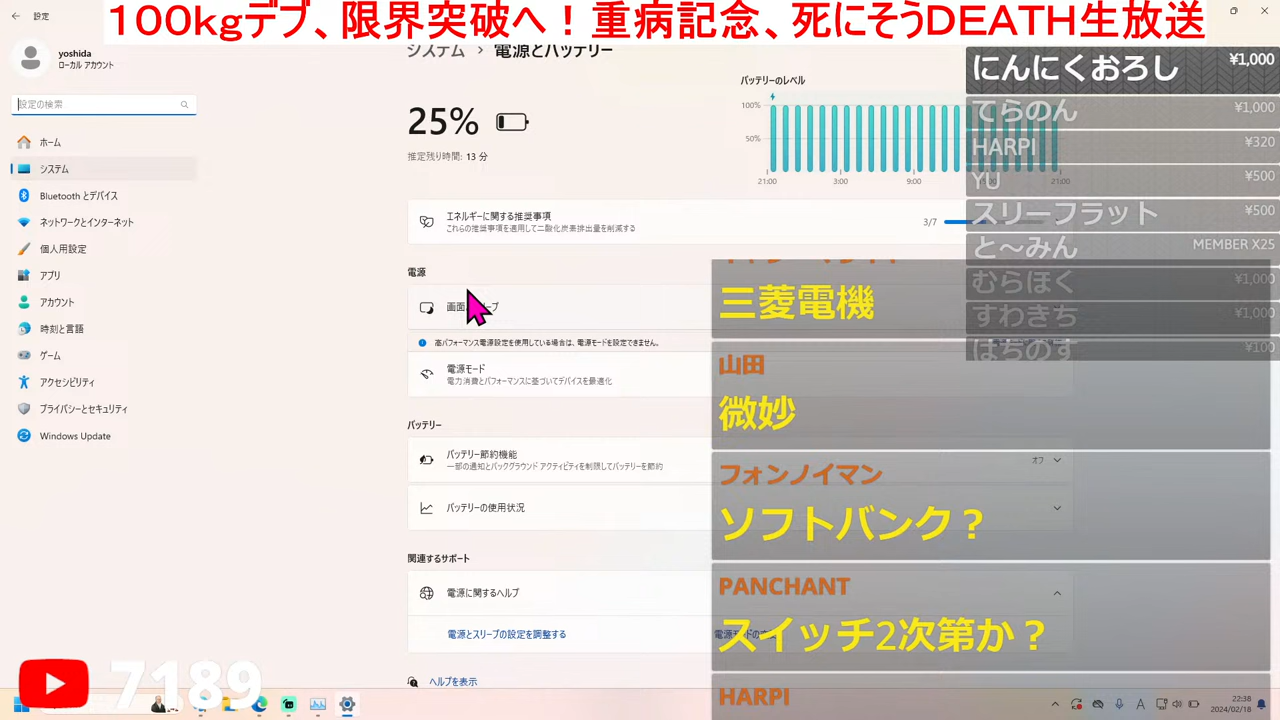 設定
100kgデブ、限界突破へ！重病記念、死にそうDEATH生放送
yoshida
ローカル アカウント
設定の検索
ホーム
システム
Bluetooth とデバイス
ネットワークとインターネット
個人用設定
アプリ
アカウント
時刻と言語
ゲーム
アクセシビリティ
プライバシーとセキュリティ
Windows Update
システム › 電源とバッテリー
25%
推定残り時間: 13 分
バッテリーのレベル
100%
50%
21:00 3:00 9:00 21:00
エネルギーに関する推奨事項
これらの推奨事項を適用して二酸化炭素排出量を削減する
3/7
電源
高パフォーマンス電源設定を使用している場合は、電源モードを設定できません。
電源モード
電力消費とパフォーマンスに基づいてデバイスを最適化
バッテリー
バッテリー節約機能
一部の通知とバックグラウンド アクティビティを制限してバッテリーを節約
オフ
バッテリーの使用状況
関連するサポート
電源に関するヘルプ
電源とスリープの設定を調整する
ヘルプを表示
にんにくおろし ¥1,000
てらのん ¥1,000
HARPI ¥320
YU ¥500
スリーフラット ¥500
と～みん MEMBER X25
むらほく ¥1,000
すわきち ¥1,000
はちのす ¥100
三菱電機
山田
微妙
フォンノイマン
ソフトバンク？
PANCHANT
スイッチ2次第か？
HARPI
7189
A
22:38
2024/02/18